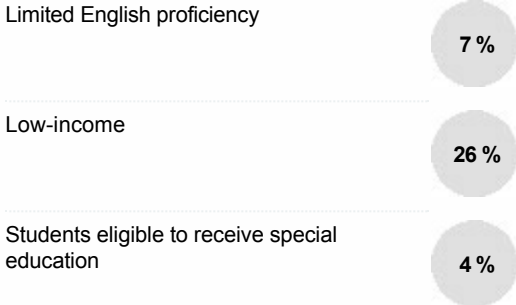 Limited English proficiency
7 %
Low-income
26 %
Students eligible to receive special
education
4 %